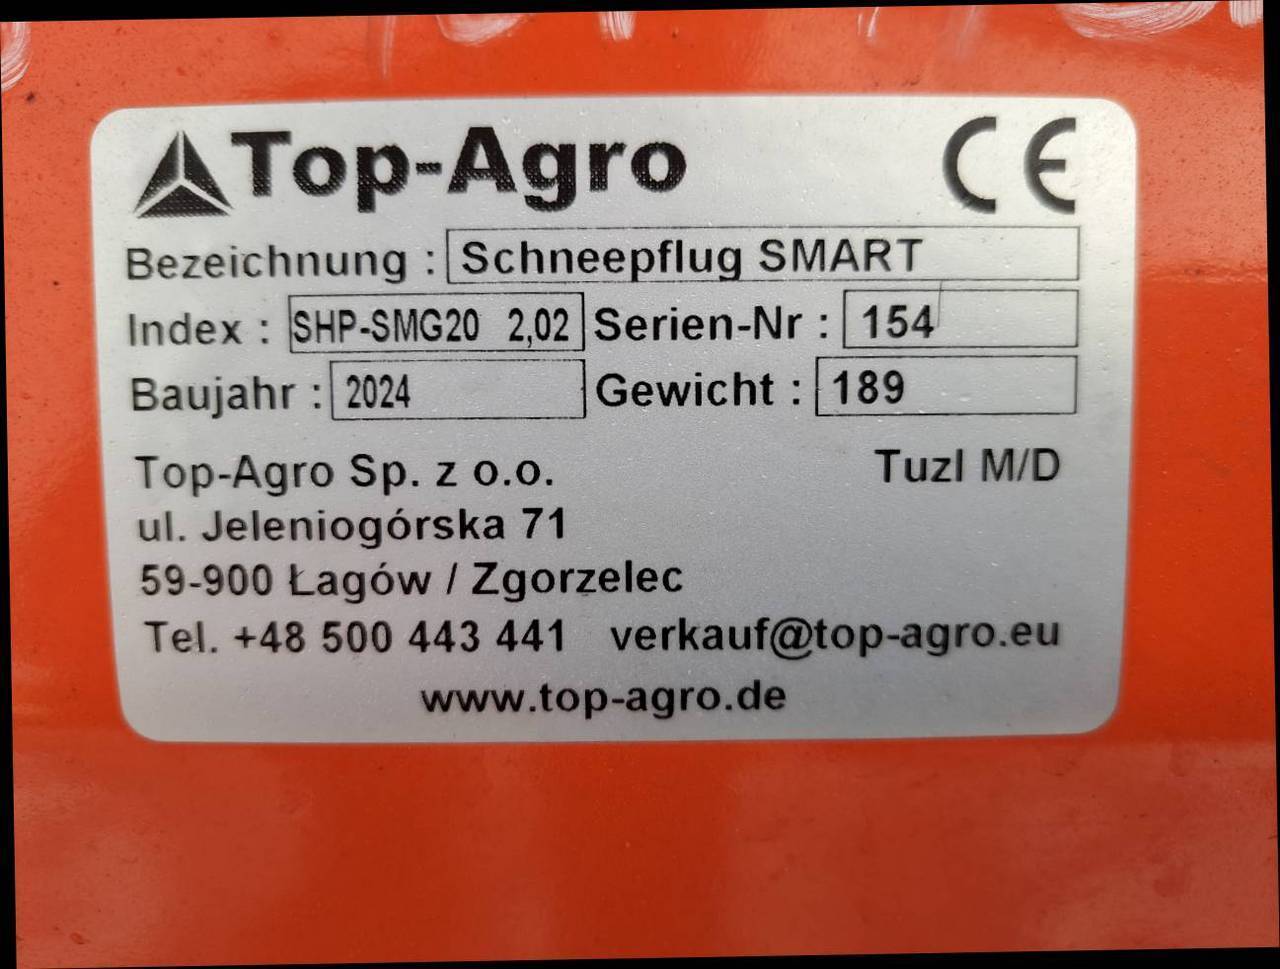 Top-Agro CE
Bezeichnung : Schneepflug SMART
Index : SHP-SMG20 2,02 Serien-Nr : 154
Baujahr : 2024 Gewicht : 189
Top-Agro Sp. z o.o. Tuzl M/D
ul. Jeleniogórska 71
59-900 Łagów / Zgorzelec
Tel. +48 500 443 441 verkauf@top-agro.eu
www.top-agro.de